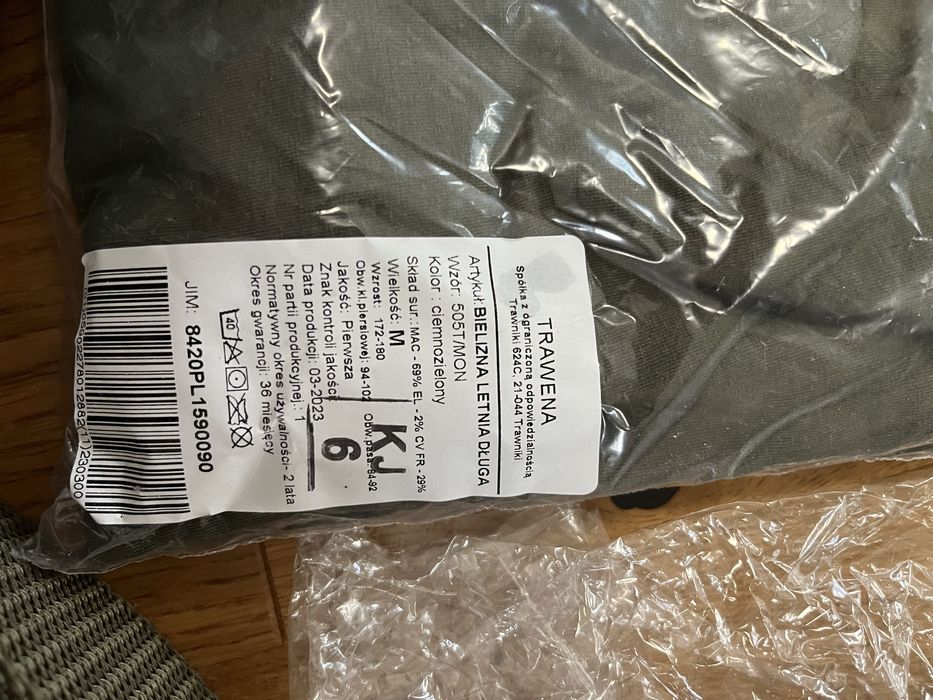 TRAWENA
Spółka z ograniczoną odpowiedzialnością
Trawniki 624C, 21-044 Trawniki
Artykuł: BIELIZNA LETNIA DŁUGA
Wzór: 505T/MON
Kolor : ciemnozielony
Skład sur.: MAC - 69% EL - 2% CV FR - 29%
Wielkość: M
Wzrost: 172-180
Obw.kl.piersiowej: 94-102 Obw.pasa: 84-92
Jakość: Pierwsza
Znak kontroli jakości
KJ
6
Data produkcji: 03-2023
Nr partii produkcyjnej.: 1
Normatywny okres używalności- 2 lata
Okres gwarancji: 36 miesięcy
40
JIM: 8420PL1590090